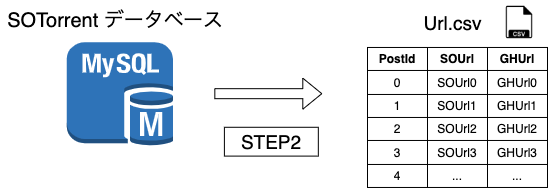 SOTorrent データベース
MySQL
M
STEP2
Url.csv
CSV
PostId SOUrl GHUrl
0 SOUrl0 GHUrl0
1 SOUrl1 GHUrl1
2 SOUrl2 GHUrl2
3 SOUrl3 GHUrl3
4 ... ...